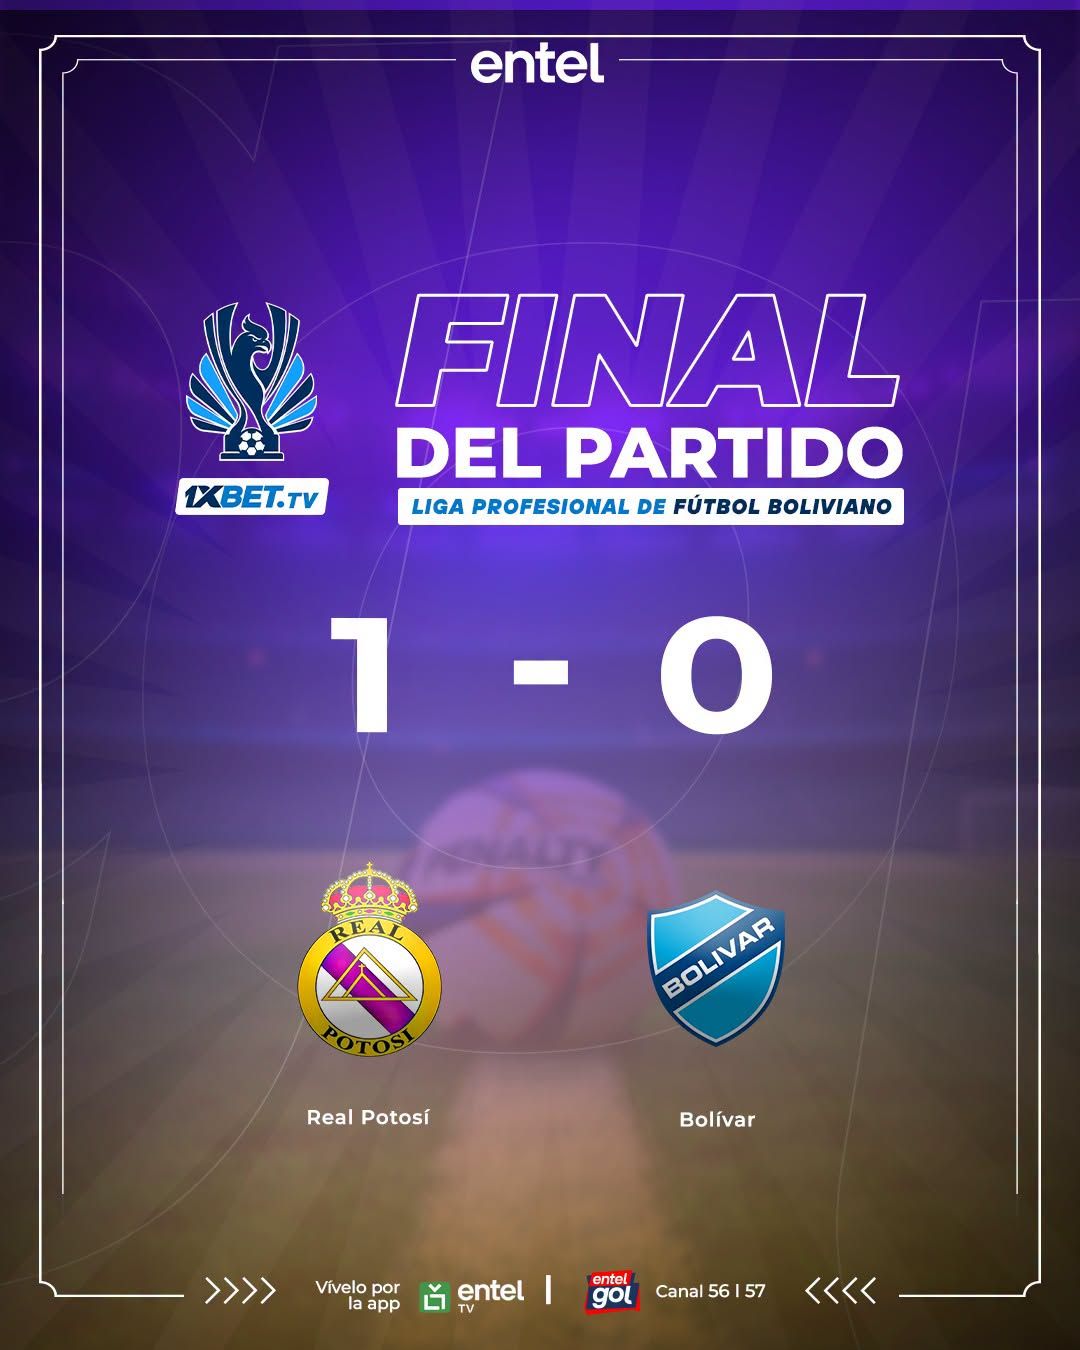 entel
FINAL
DEL PARTIDO
1XBET.TV
LIGA PROFESIONAL DE FÚTBOL BOLIVIANO
1 - 0
PENALTY
REAL
POTOSI
BOLIVAR
Real Potosí
Bolívar
Vívelo por
la app
entel
TV
entel
gol
Canal 56 | 57